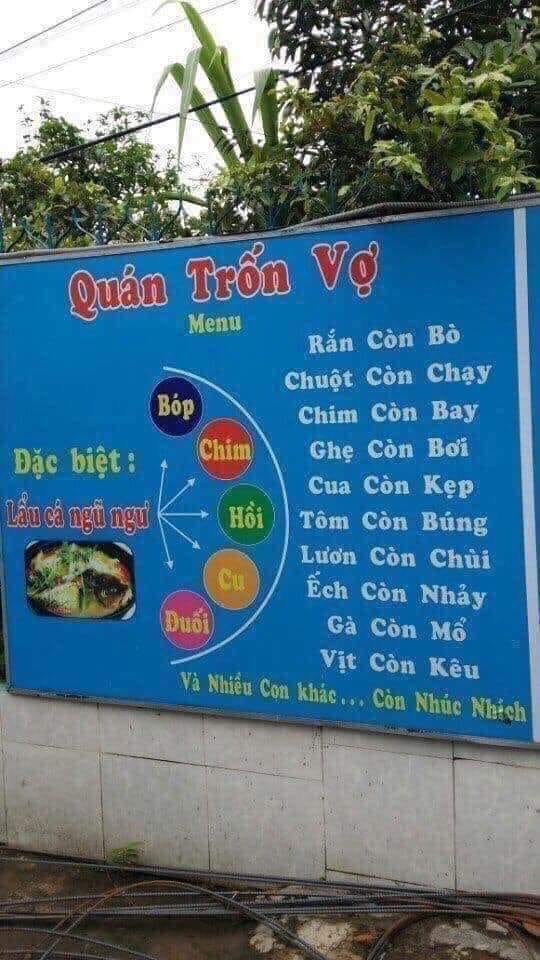 Quán Trốn Vợ
Menu
Đặc biệt :
Lẩu cá ngũ ngư
Bóp
Chim
Hồi
Cu
Đuối
Rắn Còn Bò
Chuột Còn Chạy
Chim Còn Bay
Ghẹ Còn Bơi
Cua Còn Kẹp
Tôm Còn Búng
Lươn Còn Chùi
Ếch Còn Nhảy
Gà Còn Mổ
Vịt Còn Kêu
Và Nhiều Con khác... Còn Nhúc Nhích